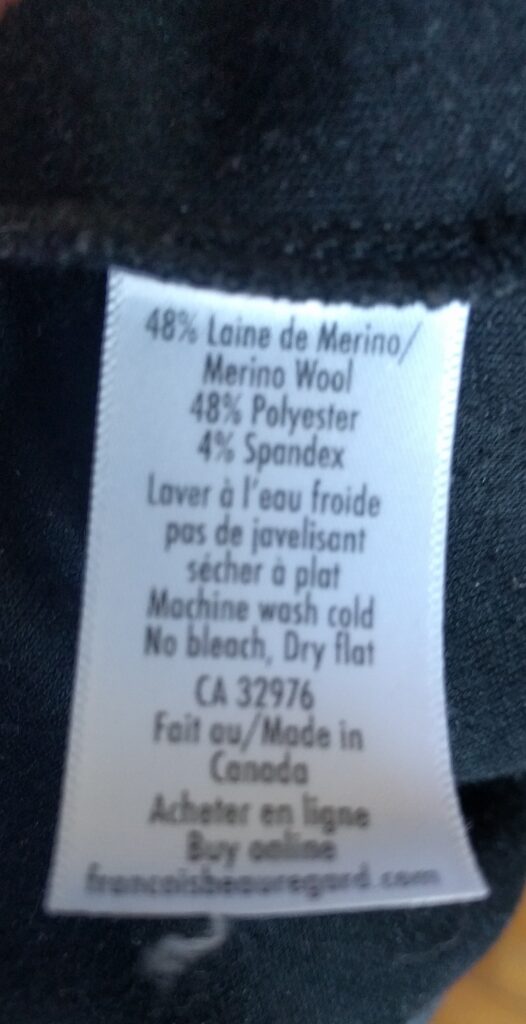 48% Laine de Merino/
Merino Wool
48% Polyester
4% Spandex
Laver à l'eau froide
pas de javelisant
sécher à plat
Machine wash cold
No bleach, Dry flat
CA 32976
Fait au/Made in
Canada
Acheter en ligne
Buy online
francoisbeauregard.com